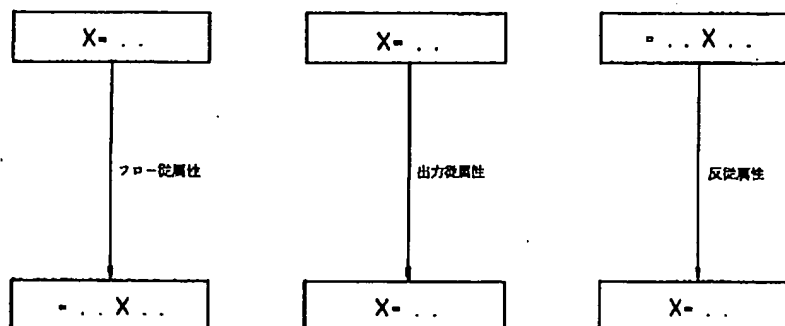 X= . .
X= . .
= . . X . .
フロー従属性
出力従属性
反従属性
= . . X . .
X= . .
X= . .